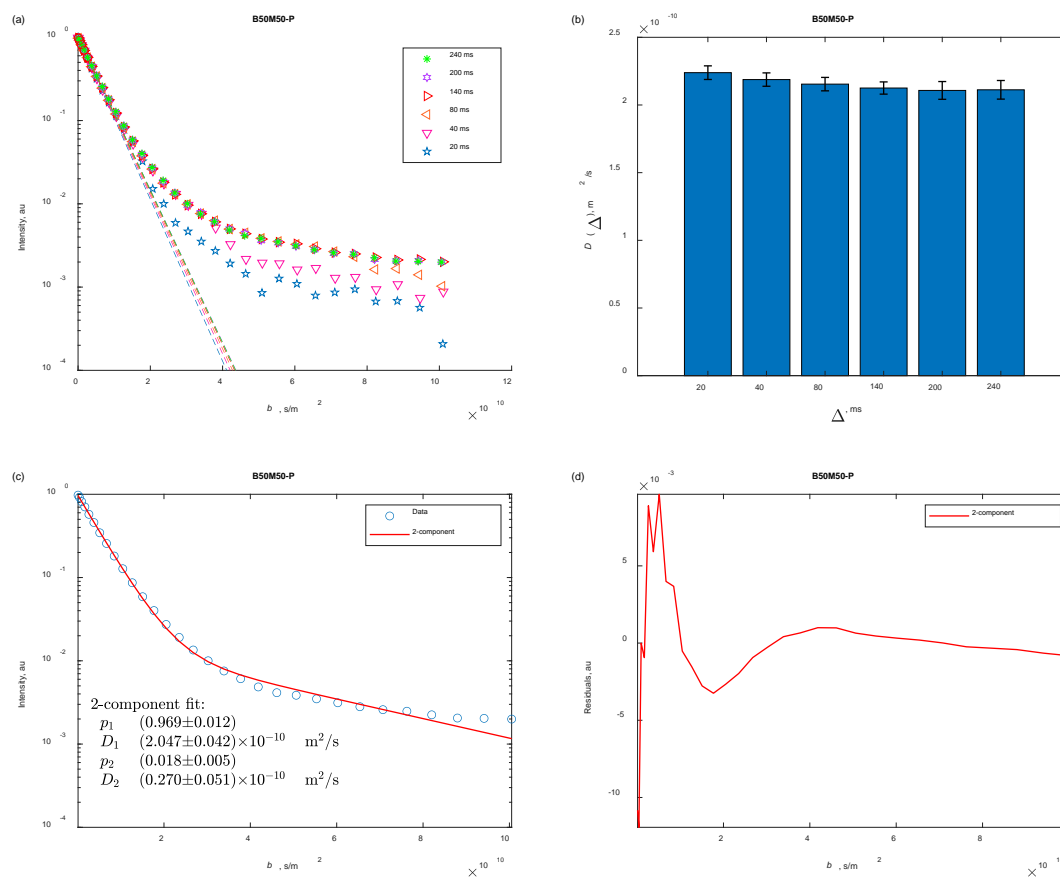 (a)
B50M50-P
10^0
10^-1
10^-2
10^-3
10^-4
Intensity, au
0
2
4
6
8
10
12
b, s/m^2
× 10^10
240 ms
200 ms
140 ms
80 ms
40 ms
20 ms
(b)
B50M50-P
× 10^-10
2.5
2
1.5
1
0.5
0
D(Δ), m^2/s
20
40
80
140
200
240
Δ, ms
(c)
B50M50-P
10^0
10^-1
10^-2
10^-3
10^-4
Intensity, au
Data
2-component
2-component fit:
p₁ (0.969±0.012)
D₁ (2.047±0.042)×10^-10 m²/s
p₂ (0.018±0.005)
D₂ (0.270±0.051)×10^-10 m²/s
2
4
6
8
10
b, s/m^2
× 10^10
(d)
B50M50-P
× 10^-3
5
0
-5
-10
Residuals, au
2-component
2
4
6
8
10
b, s/m^2
× 10^10